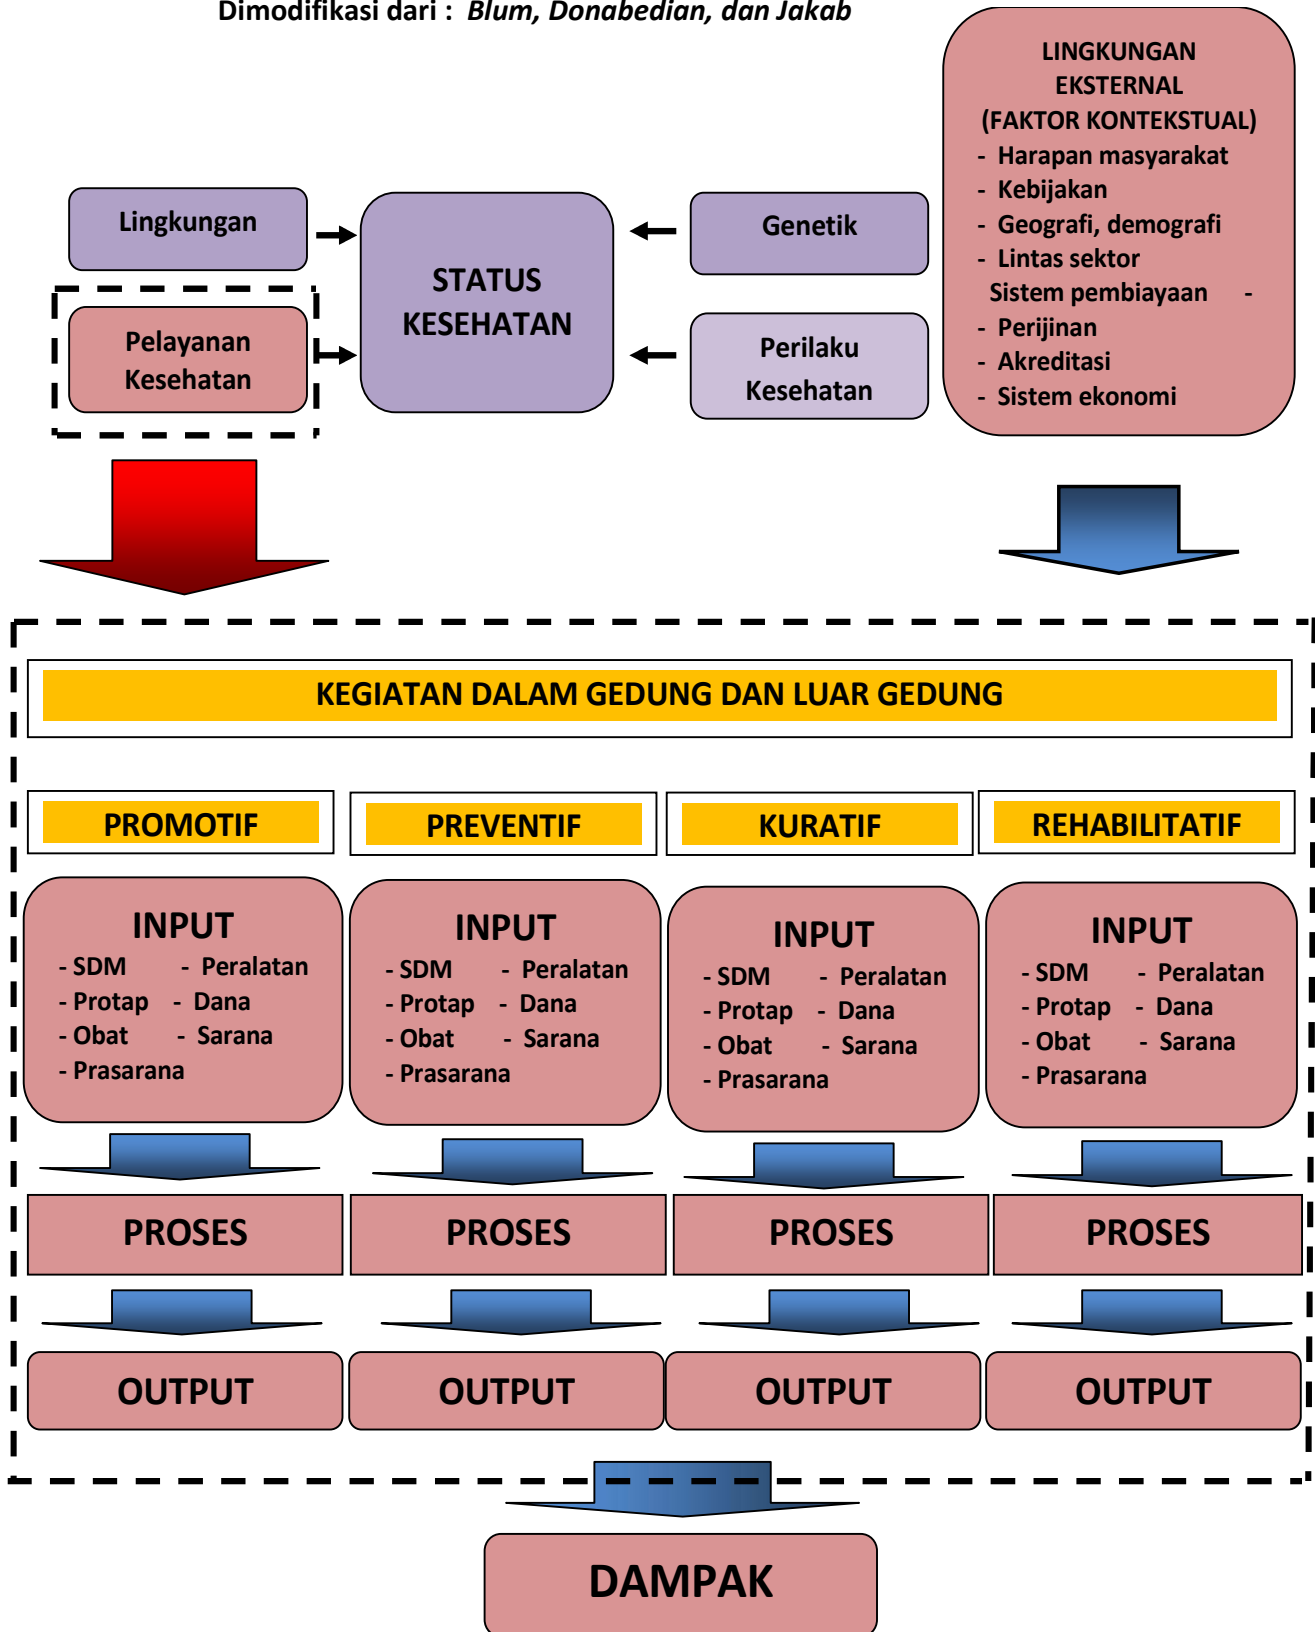 Dimodifikasi dari : Blum, Donabedian, dan Jakab
LINGKUNGAN
EKSTERNAL
(FAKTOR KONTEKSTUAL)
- Harapan masyarakat
- Kebijakan
- Geografi, demografi
- Lintas sektor
Sistem pembiayaan -
- Perijinan
- Akreditasi
- Sistem ekonomi
Lingkungan
Pelayanan
Kesehatan
STATUS
KESEHATAN
Genetik
Perilaku
Kesehatan
KEGIATAN DALAM GEDUNG DAN LUAR GEDUNG
PROMOTIF
PREVENTIF
KURATIF
REHABILITATIF
INPUT
- SDM - Peralatan
- Protap - Dana
- Obat - Sarana
- Prasarana
INPUT
- SDM - Peralatan
- Protap - Dana
- Obat - Sarana
- Prasarana
INPUT
- SDM - Peralatan
- Protap - Dana
- Obat - Sarana
- Prasarana
INPUT
- SDM - Peralatan
- Protap - Dana
- Obat - Sarana
- Prasarana
PROSES
PROSES
PROSES
PROSES
OUTPUT
OUTPUT
OUTPUT
OUTPUT
DAMPAK